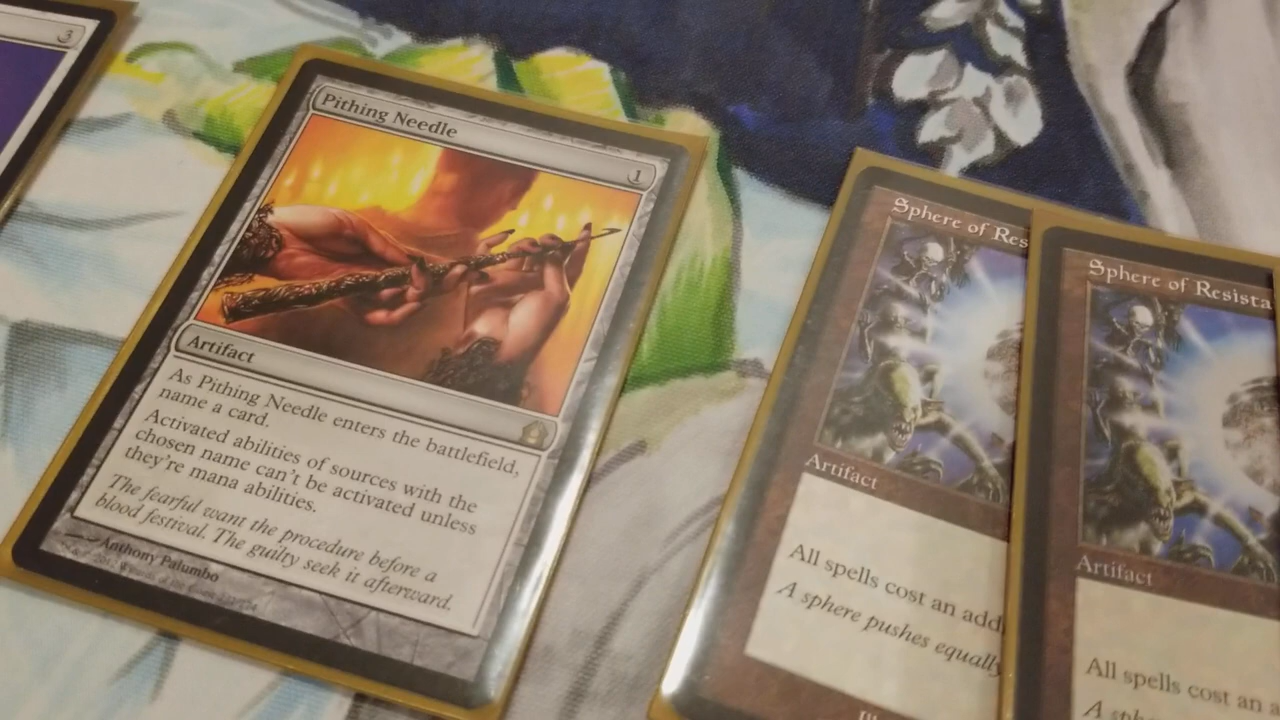 3
Pithing Needle
1
Artifact
As Pithing Needle enters the battlefield,
name a card.
Activated abilities of sources with the
chosen name can't be activated unless
they're mana abilities.
The fearful want the procedure before a
blood festival. The guilty seek it afterward.
Anthony Palumbo
Sphere of Res
Artifact
All spells cost an add
A sphere pushes equally
Sphere of Resista
Artifact
All spells cost an a
A sph